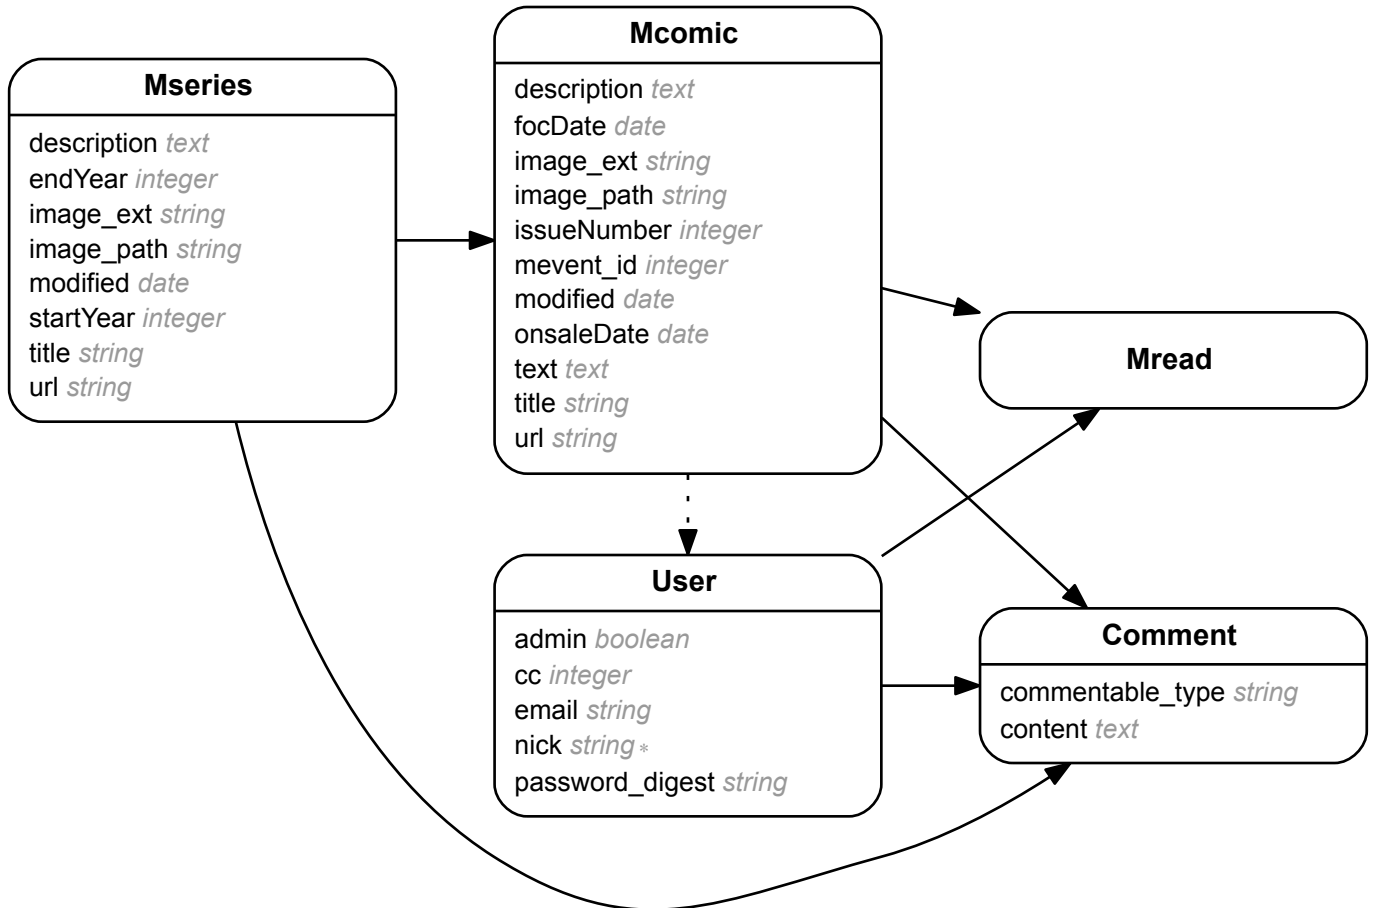 Mseries
description text
endYear integer
image_ext string
image_path string
modified date
startYear integer
title string
url string
Mcomic
description text
focDate date
image_ext string
image_path string
issueNumber integer
mevent_id integer
modified date
onsaleDate date
text text
title string
url string
Mread
User
admin boolean
cc integer
email string
nick string *
password_digest string
Comment
commentable_type string
content text